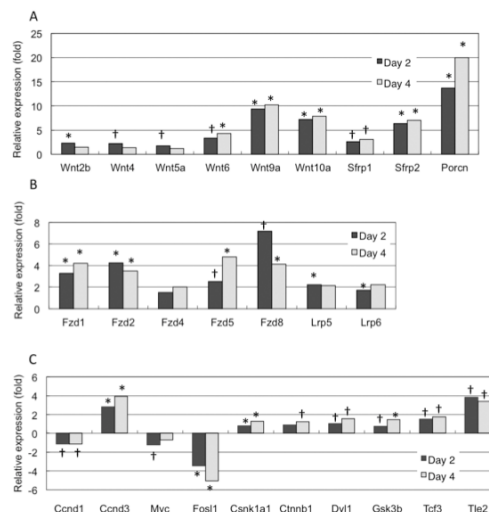 A
Relative expression (fold)
25
20
15
10
5
0
Day 2
Day 4
*
†
†
† *
* *
* *
† †
* *
* *
Wnt2b Wnt4 Wnt5a Wnt6 Wnt9a Wnt10a Sfrp1 Sfrp2 Porcn
B
Relative expression (fold)
8
6
4
2
0
Day 2
Day 4
* *
* *
† *
† *
*
*
Fzd1 Fzd2 Fzd4 Fzd5 Fzd8 Lrp5 Lrp6
C
Relative expression (fold)
6
4
2
0
-2
-4
-6
† †
* *
†
* *
* *
†
† †
† *
† †
† †
Day 2
Day 4
Ccnd1 Ccnd3 Myc Fosl1 Csnk1a1 Ctnnb1 Dvl1 Gsk3b Tcf3 Tle2